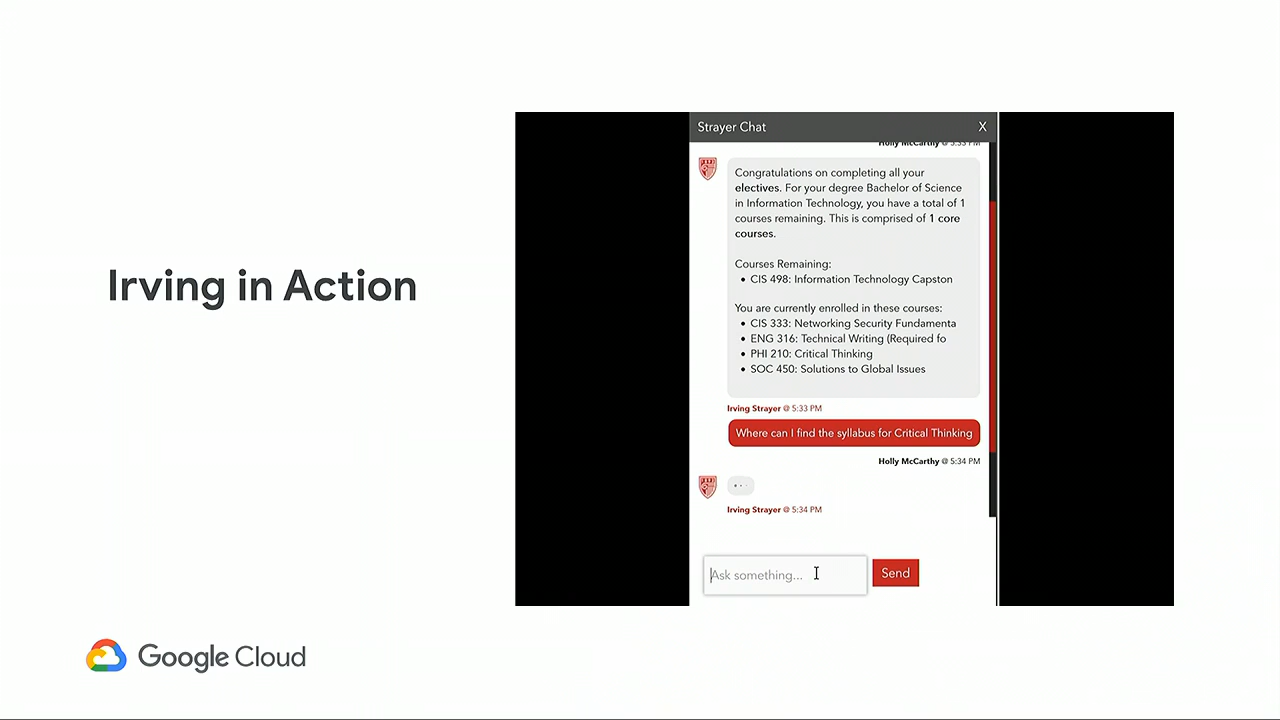 Irving in Action
Strayer Chat
X
Holly McCarthy @ 5:33 PM
Congratulations on completing all your
electives. For your degree Bachelor of Science
in Information Technology, you have a total of 1
courses remaining. This is comprised of 1 core
courses.
Courses Remaining:
• CIS 498: Information Technology Capston
You are currently enrolled in these courses:
• CIS 333: Networking Security Fundamenta
• ENG 316: Technical Writing (Required fo
• PHI 210: Critical Thinking
• SOC 450: Solutions to Global Issues
Irving Strayer @ 5:33 PM
Where can I find the syllabus for Critical Thinking
Holly McCarthy @ 5:34 PM
Irving Strayer @ 5:34 PM
Ask something...
Send
Google Cloud